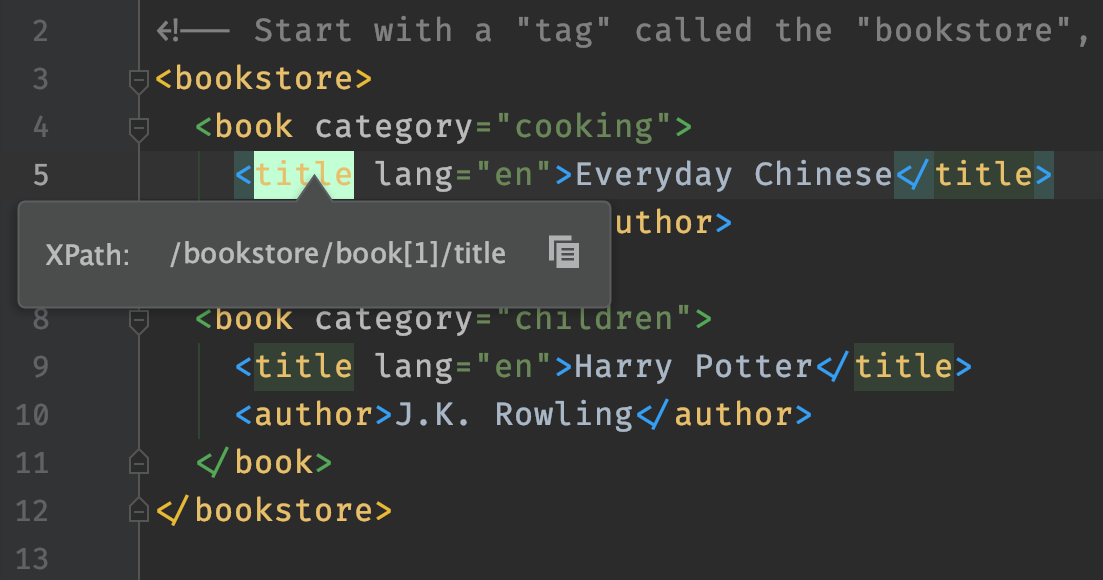 2 <!-- Start with a "tag" called the "bookstore",
3 <bookstore>
4 <book category="cooking">
5 <title lang="en">Everyday Chinese</title>
uthor>
XPath: /bookstore/book[1]/title
8 <book category="children">
9 <title lang="en">Harry Potter</title>
10 <author>J.K. Rowling</author>
11 </book>
12 </bookstore>
13